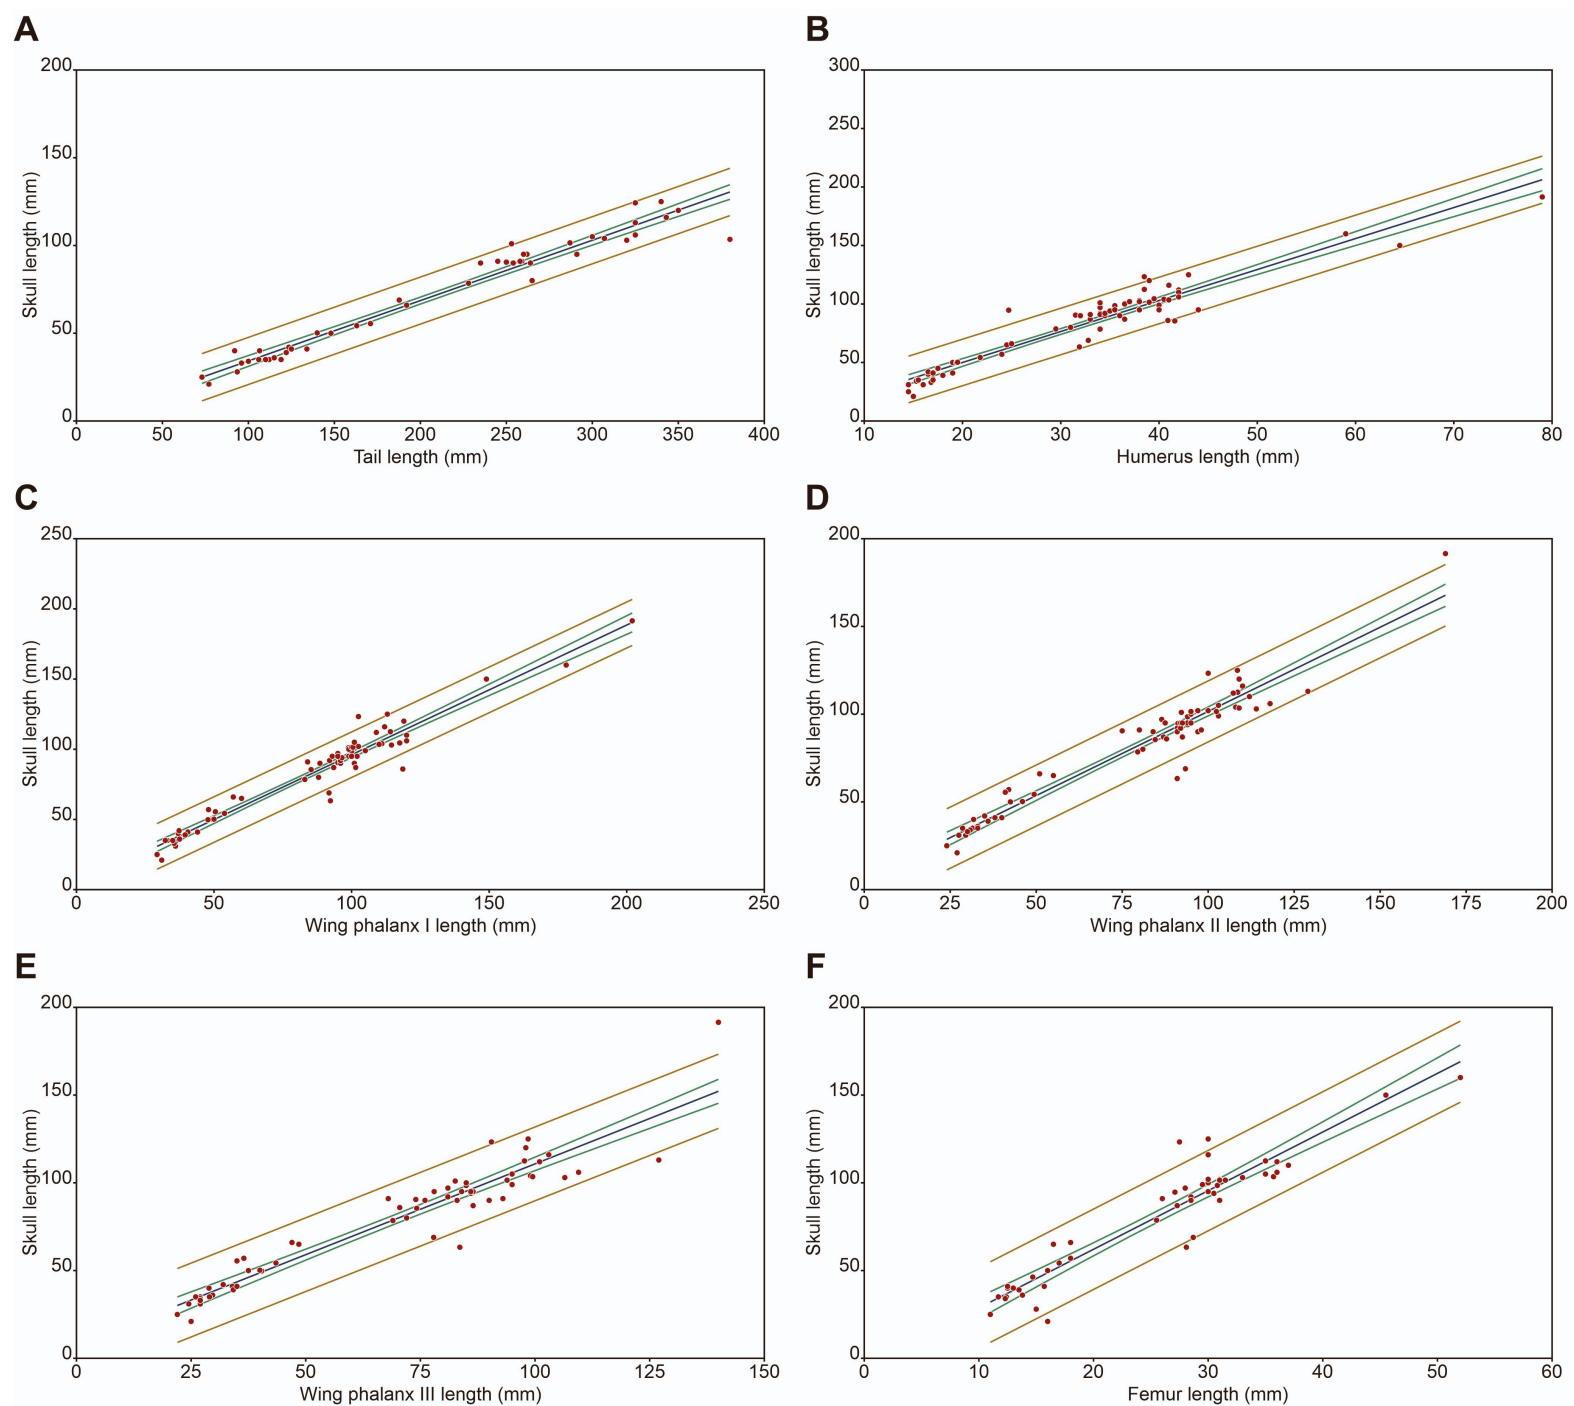 A
200
150
100
50
0
0 50 100 150 200 250 300 350 400
Skull length (mm)
Tail length (mm)
B
300
250
200
150
100
50
0
10 20 30 40 50 60 70 80
Skull length (mm)
Humerus length (mm)
C
250
200
150
100
50
0
0 50 100 150 200 250
Skull length (mm)
Wing phalanx I length (mm)
D
200
150
100
50
0
0 25 50 75 100 125 150 175 200
Skull length (mm)
Wing phalanx II length (mm)
E
200
150
100
50
0
0 25 50 75 100 125 150
Skull length (mm)
Wing phalanx III length (mm)
F
200
150
100
50
0
0 10 20 30 40 50 60
Skull length (mm)
Femur length (mm)